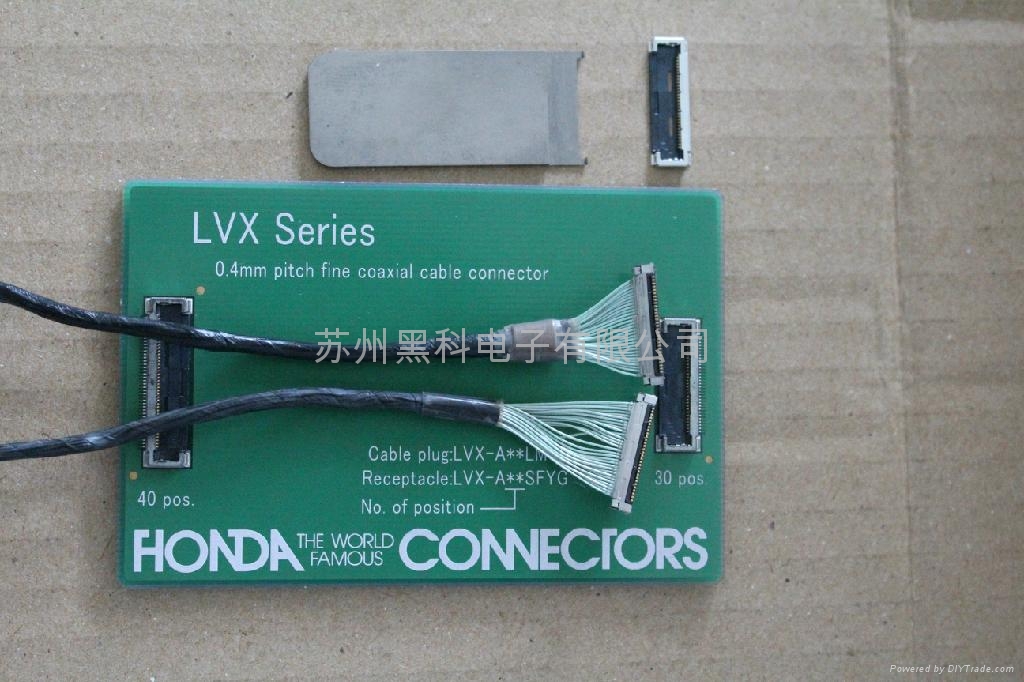 LVX Series
0.4mm pitch fine coaxial cable connector
苏州黑科电子有限公司
Cable plug:LVX-A**LM
Receptacle:LVX-A**SFYG
No. of position
40 pos.
30 pos.
HONDA THE WORLD FAMOUS CONNECTORS
Powered by DIYTrade.com